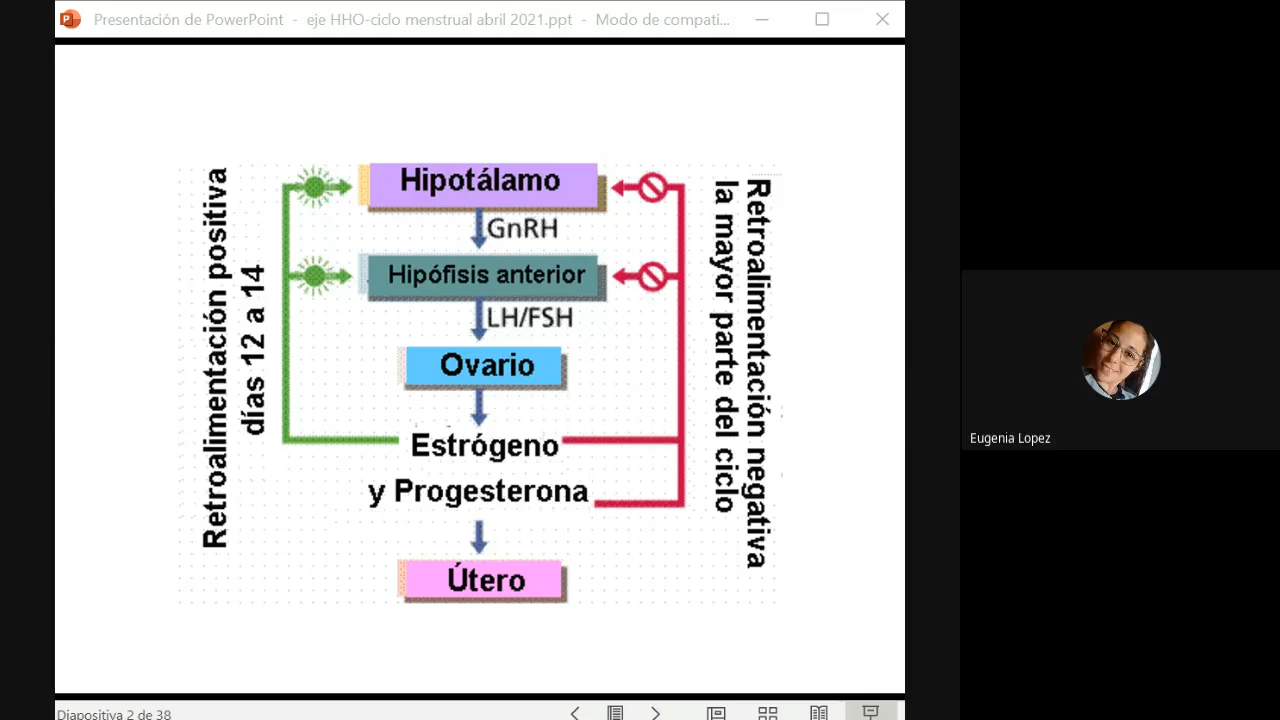 Presentación de PowerPoint - eje HHO-ciclo menstrual abril 2021.ppt - Modo de compati...
Retroalimentación positiva
días 12 a 14
Hipotálamo
GnRH
Hipófisis anterior
LH/FSH
Ovario
Estrógeno
y Progesterona
Útero
Retroalimentación negativa
la mayor parte del ciclo
Eugenia Lopez
Diapositiva 2 de 38